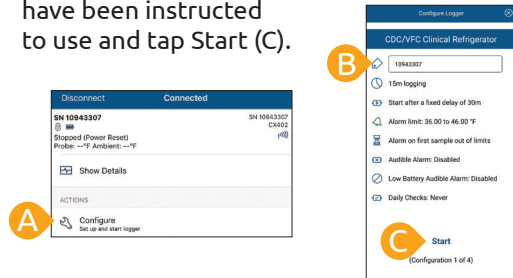 have been instructed
to use and tap Start (C).
Disconnect Connected
SN 10943307 SN 10943307
CX402
Stopped (Power Reset)
Probe: --°F Ambient: --°F
Show Details
ACTIONS
A
Configure
Set up and start logger
Configure Logger
CDC/VFC Clinical Refrigerator
B
10943307
15m logging
Start after a fixed delay of 30m
Alarm limit: 36.00 to 46.00 °F
Alarm on first sample out of limits
Audible Alarm: Disabled
Low Battery Audible Alarm: Disabled
Daily Checks: Never
C
Start
(Configuration 1 of 4)